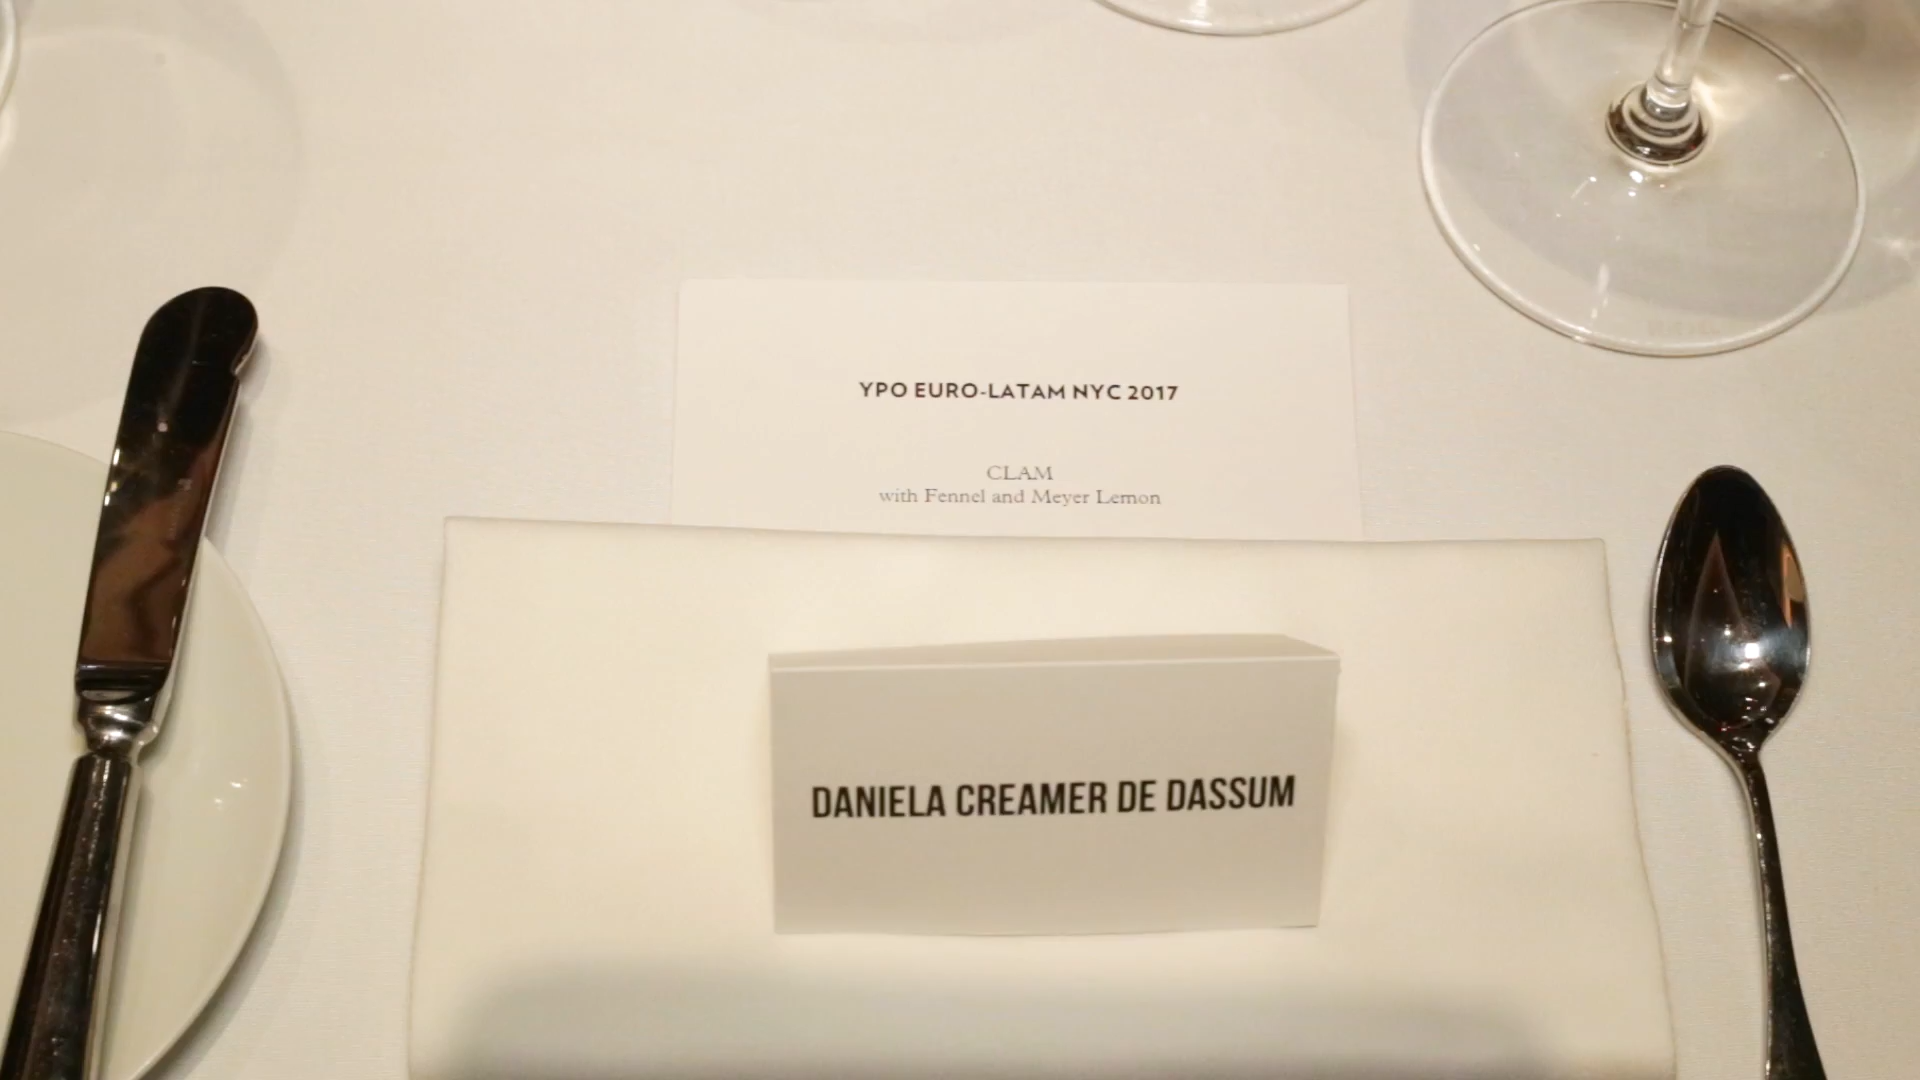 YPO EURO-LATAM NYC 2017
CLAM
with Fennel and Meyer Lemon
DANIELA CREAMER DE DASSUM